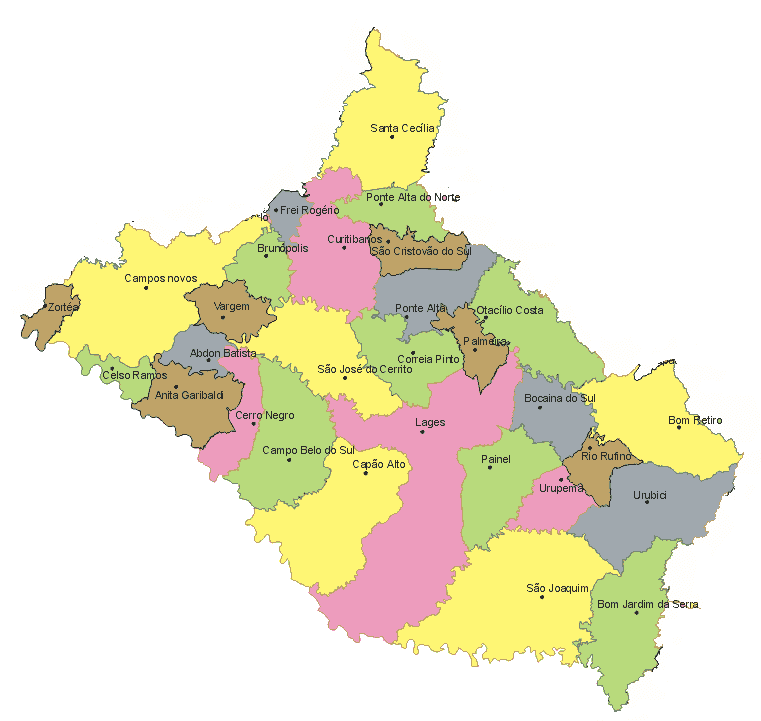 Santa Cecília
Ponte Alta do Norte
Frei Rogério
lo
Curitibanos
São Cristovão do Sul
Brunópolis
Campos novos
Zortéa
Vargem
Ponte Alta
Otacílio Costa
Palmeira
Abdon Batista
Correia Pinto
São José do Cerrito
Celso Ramos
Anita Garibaldi
Bocaina do Sul
Cerro Negro
Lages
Bom Retiro
Campo Belo do Sul
Capão Alto
Painel
Rio Rufino
Urupema
Urubici
São Joaquim
Bom Jardim da Serra